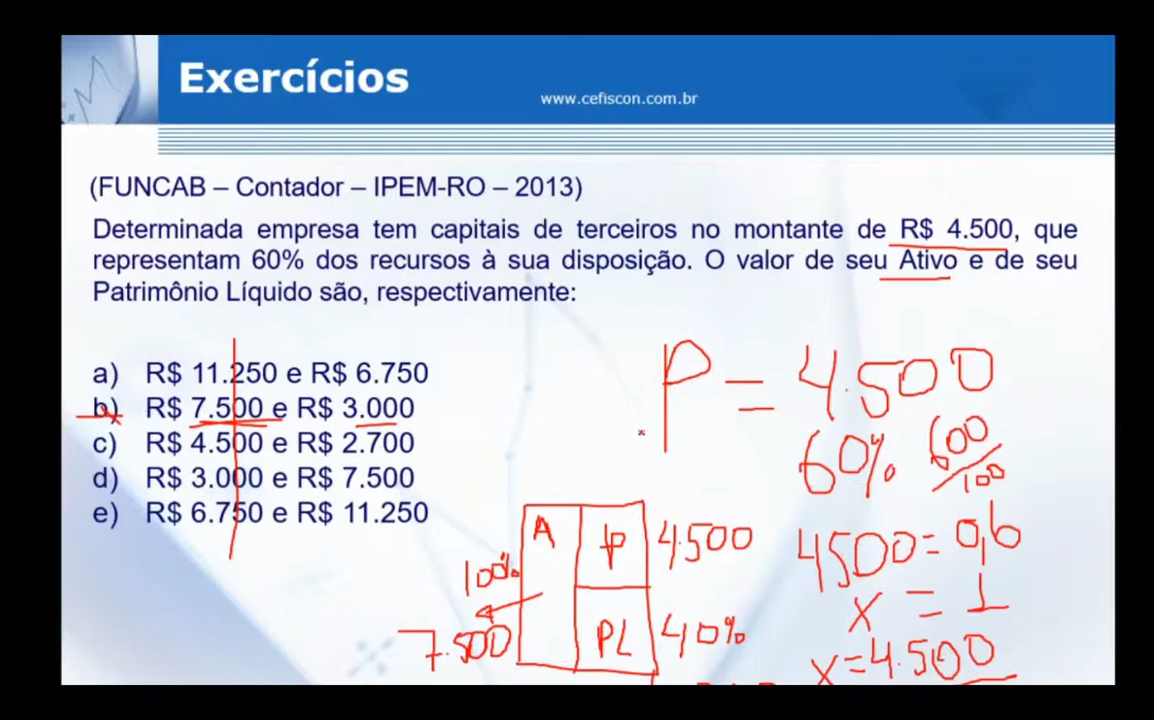 Exercícios
www.cefiscon.com.br
(FUNCAB – Contador – IPEM-RO – 2013)
Determinada empresa tem capitais de terceiros no montante de R$ 4.500, que
representam 60% dos recursos à sua disposição. O valor de seu Ativo e de seu
Patrimônio Líquido são, respectivamente:
a) R$ 11.250 e R$ 6.750
b) R$ 7.500 e R$ 3.000
c) R$ 4.500 e R$ 2.700
d) R$ 3.000 e R$ 7.500
e) R$ 6.750 e R$ 11.250
P = 4.500
60% 600/100
A P 4.500
4500 = 0,6
100%
x = 1
7.500 PL 40%
x = 4.500